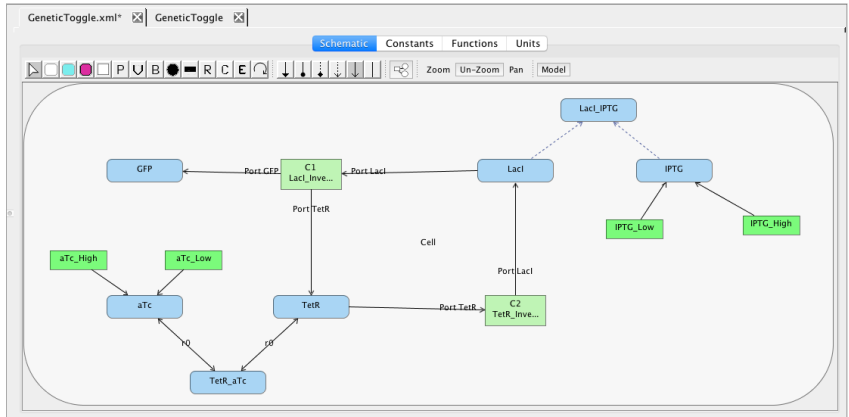 GeneticToggle.xml* GeneticToggle
Schematic Constants Functions Units
P B R C E Zoom Un-Zoom Pan Model
LacI_IPTG
GFP Port GFP C1 Port LacI LacI IPTG
LacI_Inve...
Port TetR
IPTG_Low IPTG_High
Cell
aTc_High aTc_Low
Port LacI
aTc TetR Port TetR C2
TetR_Inve...
r0 r0
TetR_aTc